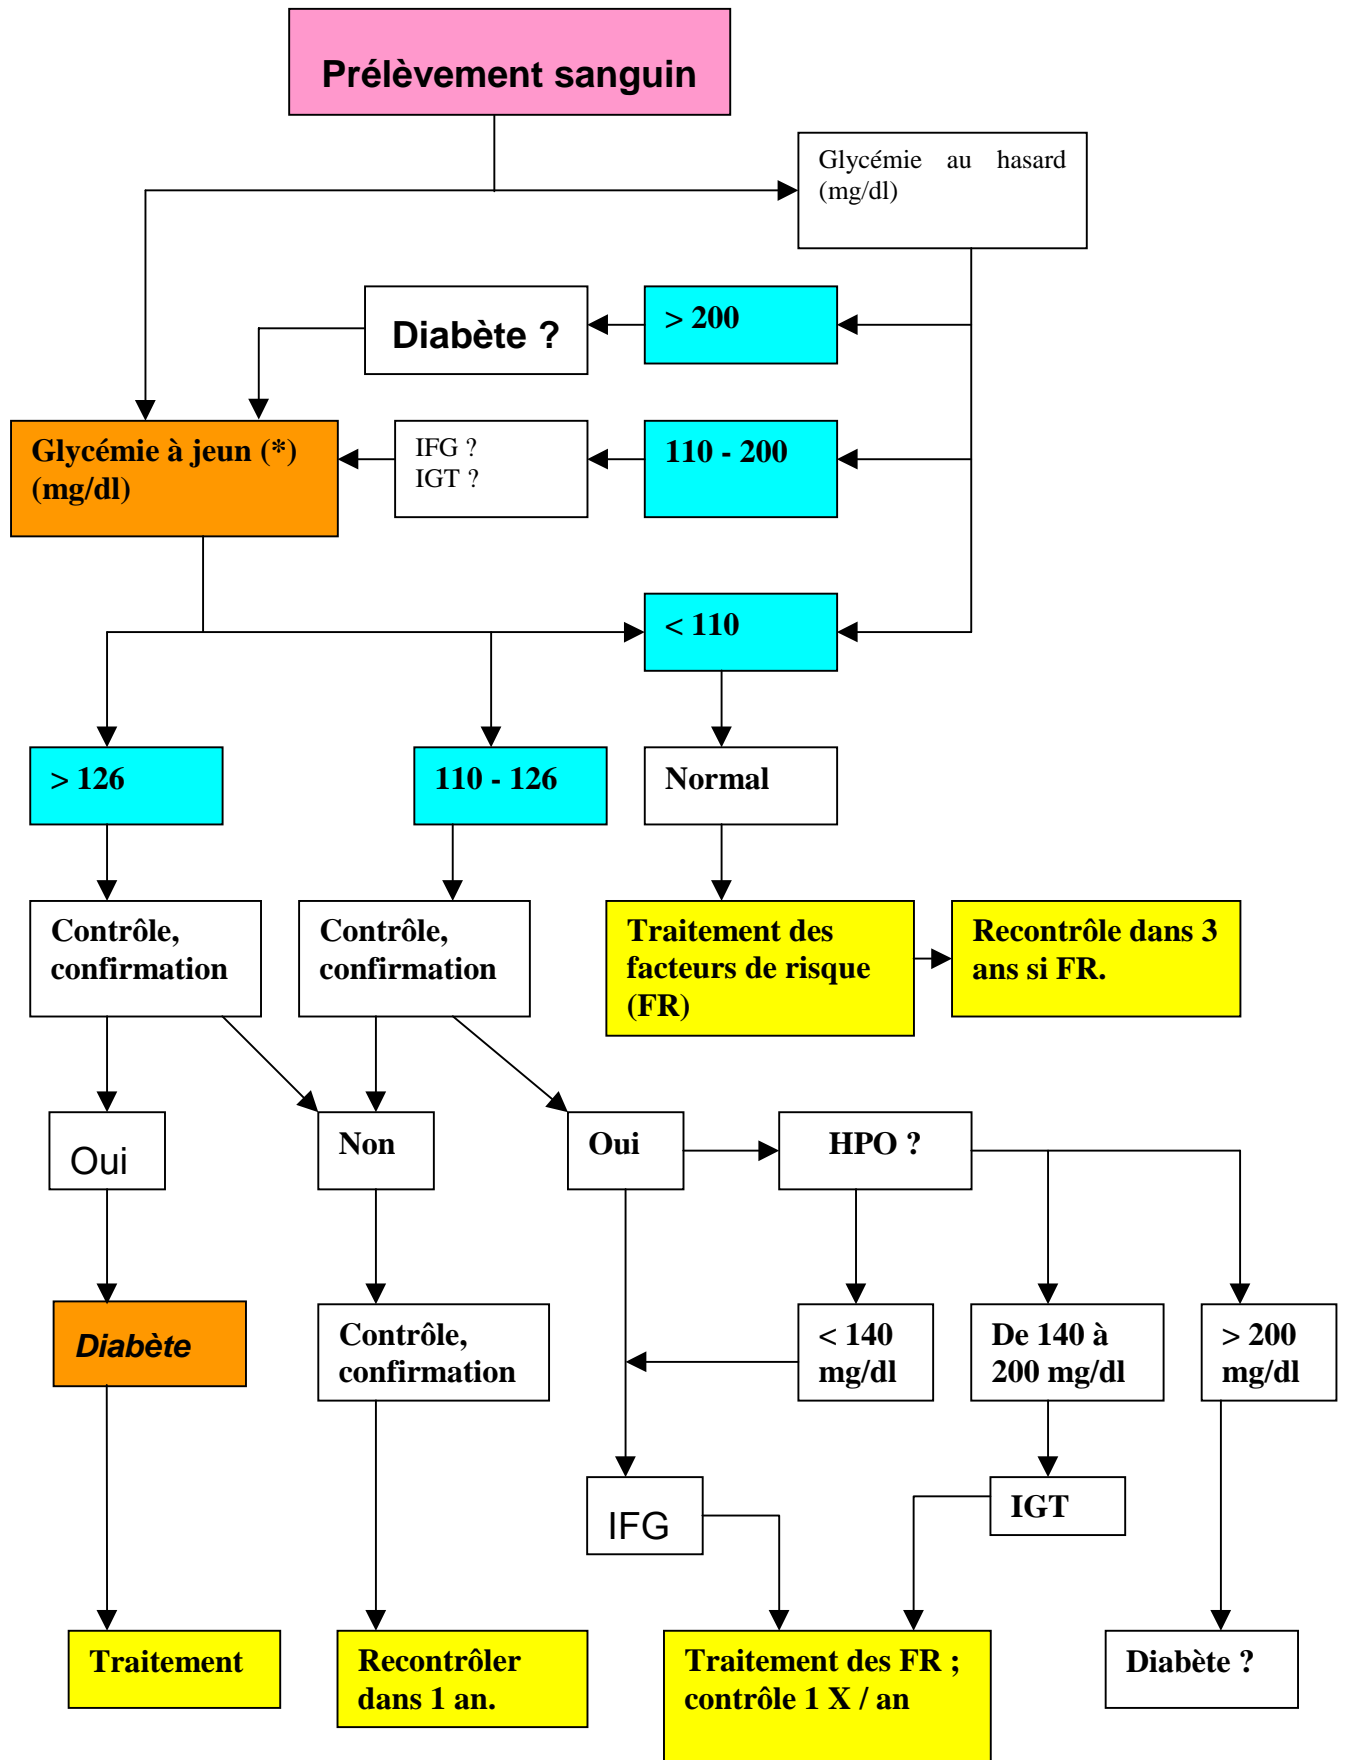 Prélèvement sanguin
Glycémie au hasard
(mg/dl)
Diabète ?
> 200
Glycémie à jeun (*)
(mg/dl)
IFG ?
IGT ?
110 - 200
< 110
> 126
110 - 126
Normal
Contrôle,
confirmation
Contrôle,
confirmation
Traitement des
facteurs de risque
(FR)
Recontrôle dans 3
ans si FR.
Oui
Non
Oui
HPO ?
Diabète
Contrôle,
confirmation
< 140
mg/dl
De 140 à
200 mg/dl
> 200
mg/dl
IFG
IGT
Traitement
Recontrôler
dans 1 an.
Traitement des FR ;
contrôle 1 X / an
Diabète ?